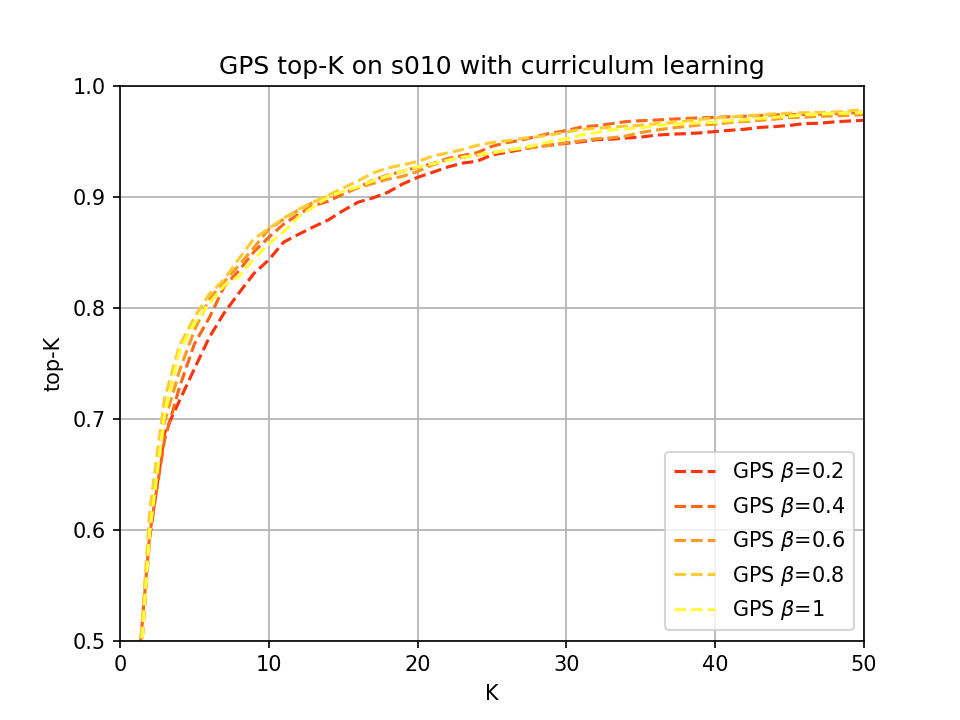 GPS top-K on s010 with curriculum learning
1.0
0.9
0.8
0.7
0.6
0.5
top-K
0
10
20
30
40
50
K
GPS β=0.2
GPS β=0.4
GPS β=0.6
GPS β=0.8
GPS β=1